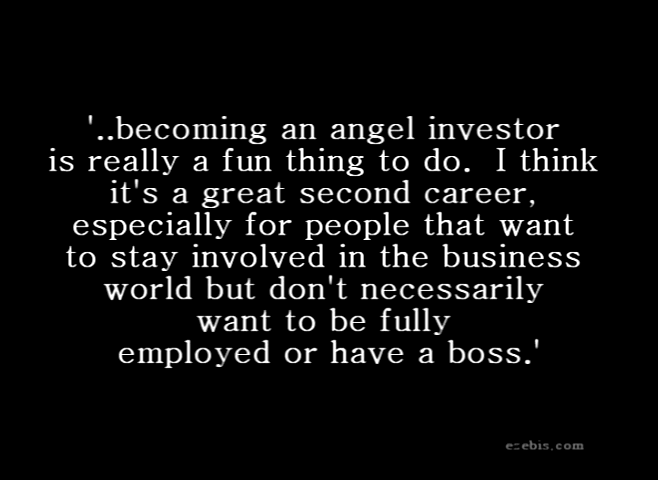 '..becoming an angel investor
is really a fun thing to do.  I think
it's a great second career,
especially for people that want
to stay involved in the business
world but don't necessarily
want to be fully
employed or have a boss.'